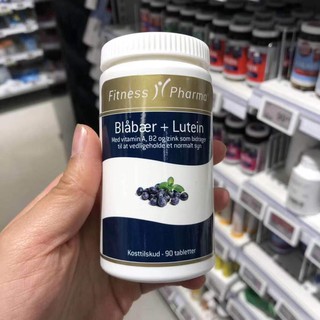 Fitness Pharma
Blåbær + Lutein
Med vitamin A, B2 og zink som bidrager
til at vedligeholde et normalt syn
Kosttilskud - 90 tabletter